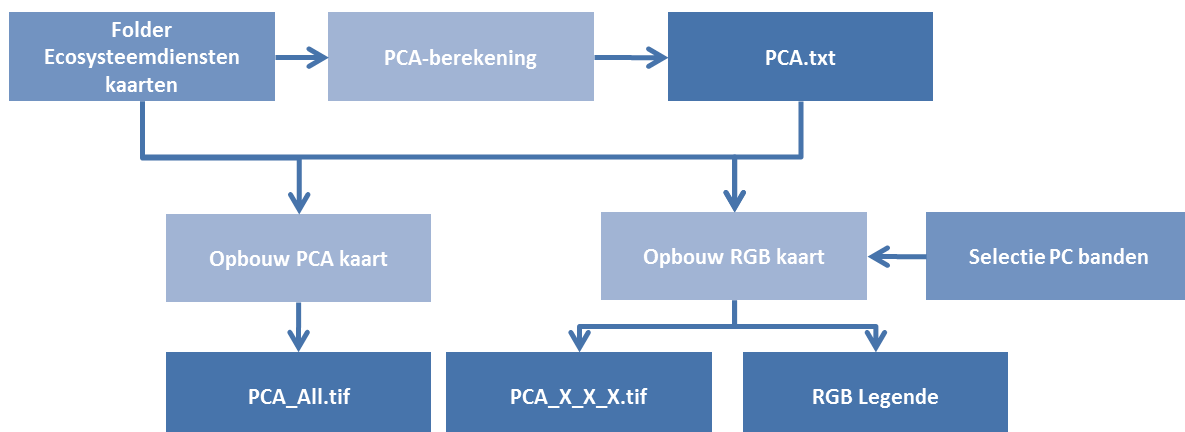 Folder
Ecosysteemdiensten
kaarten
PCA-berekening
PCA.txt
Opbouw PCA kaart
Opbouw RGB kaart
Selectie PC banden
PCA_All.tif
PCA_X_X_X.tif
RGB Legende